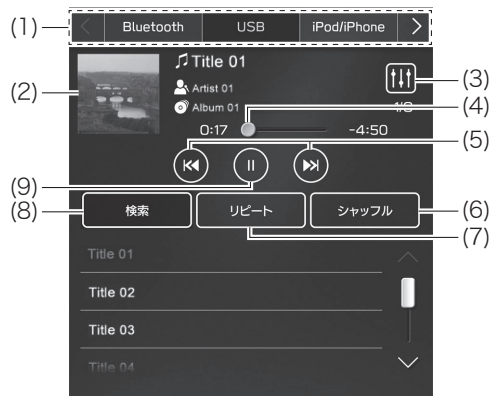 (1) Bluetooth USB iPod/iPhone
(2) Title 01 (3)
Artist 01
Album 01 (4)
0:17 -4:50
(5)
(9)
(8) 検索 リピート シャッフル (6)
(7)
Title 01
Title 02
Title 03
Title 04